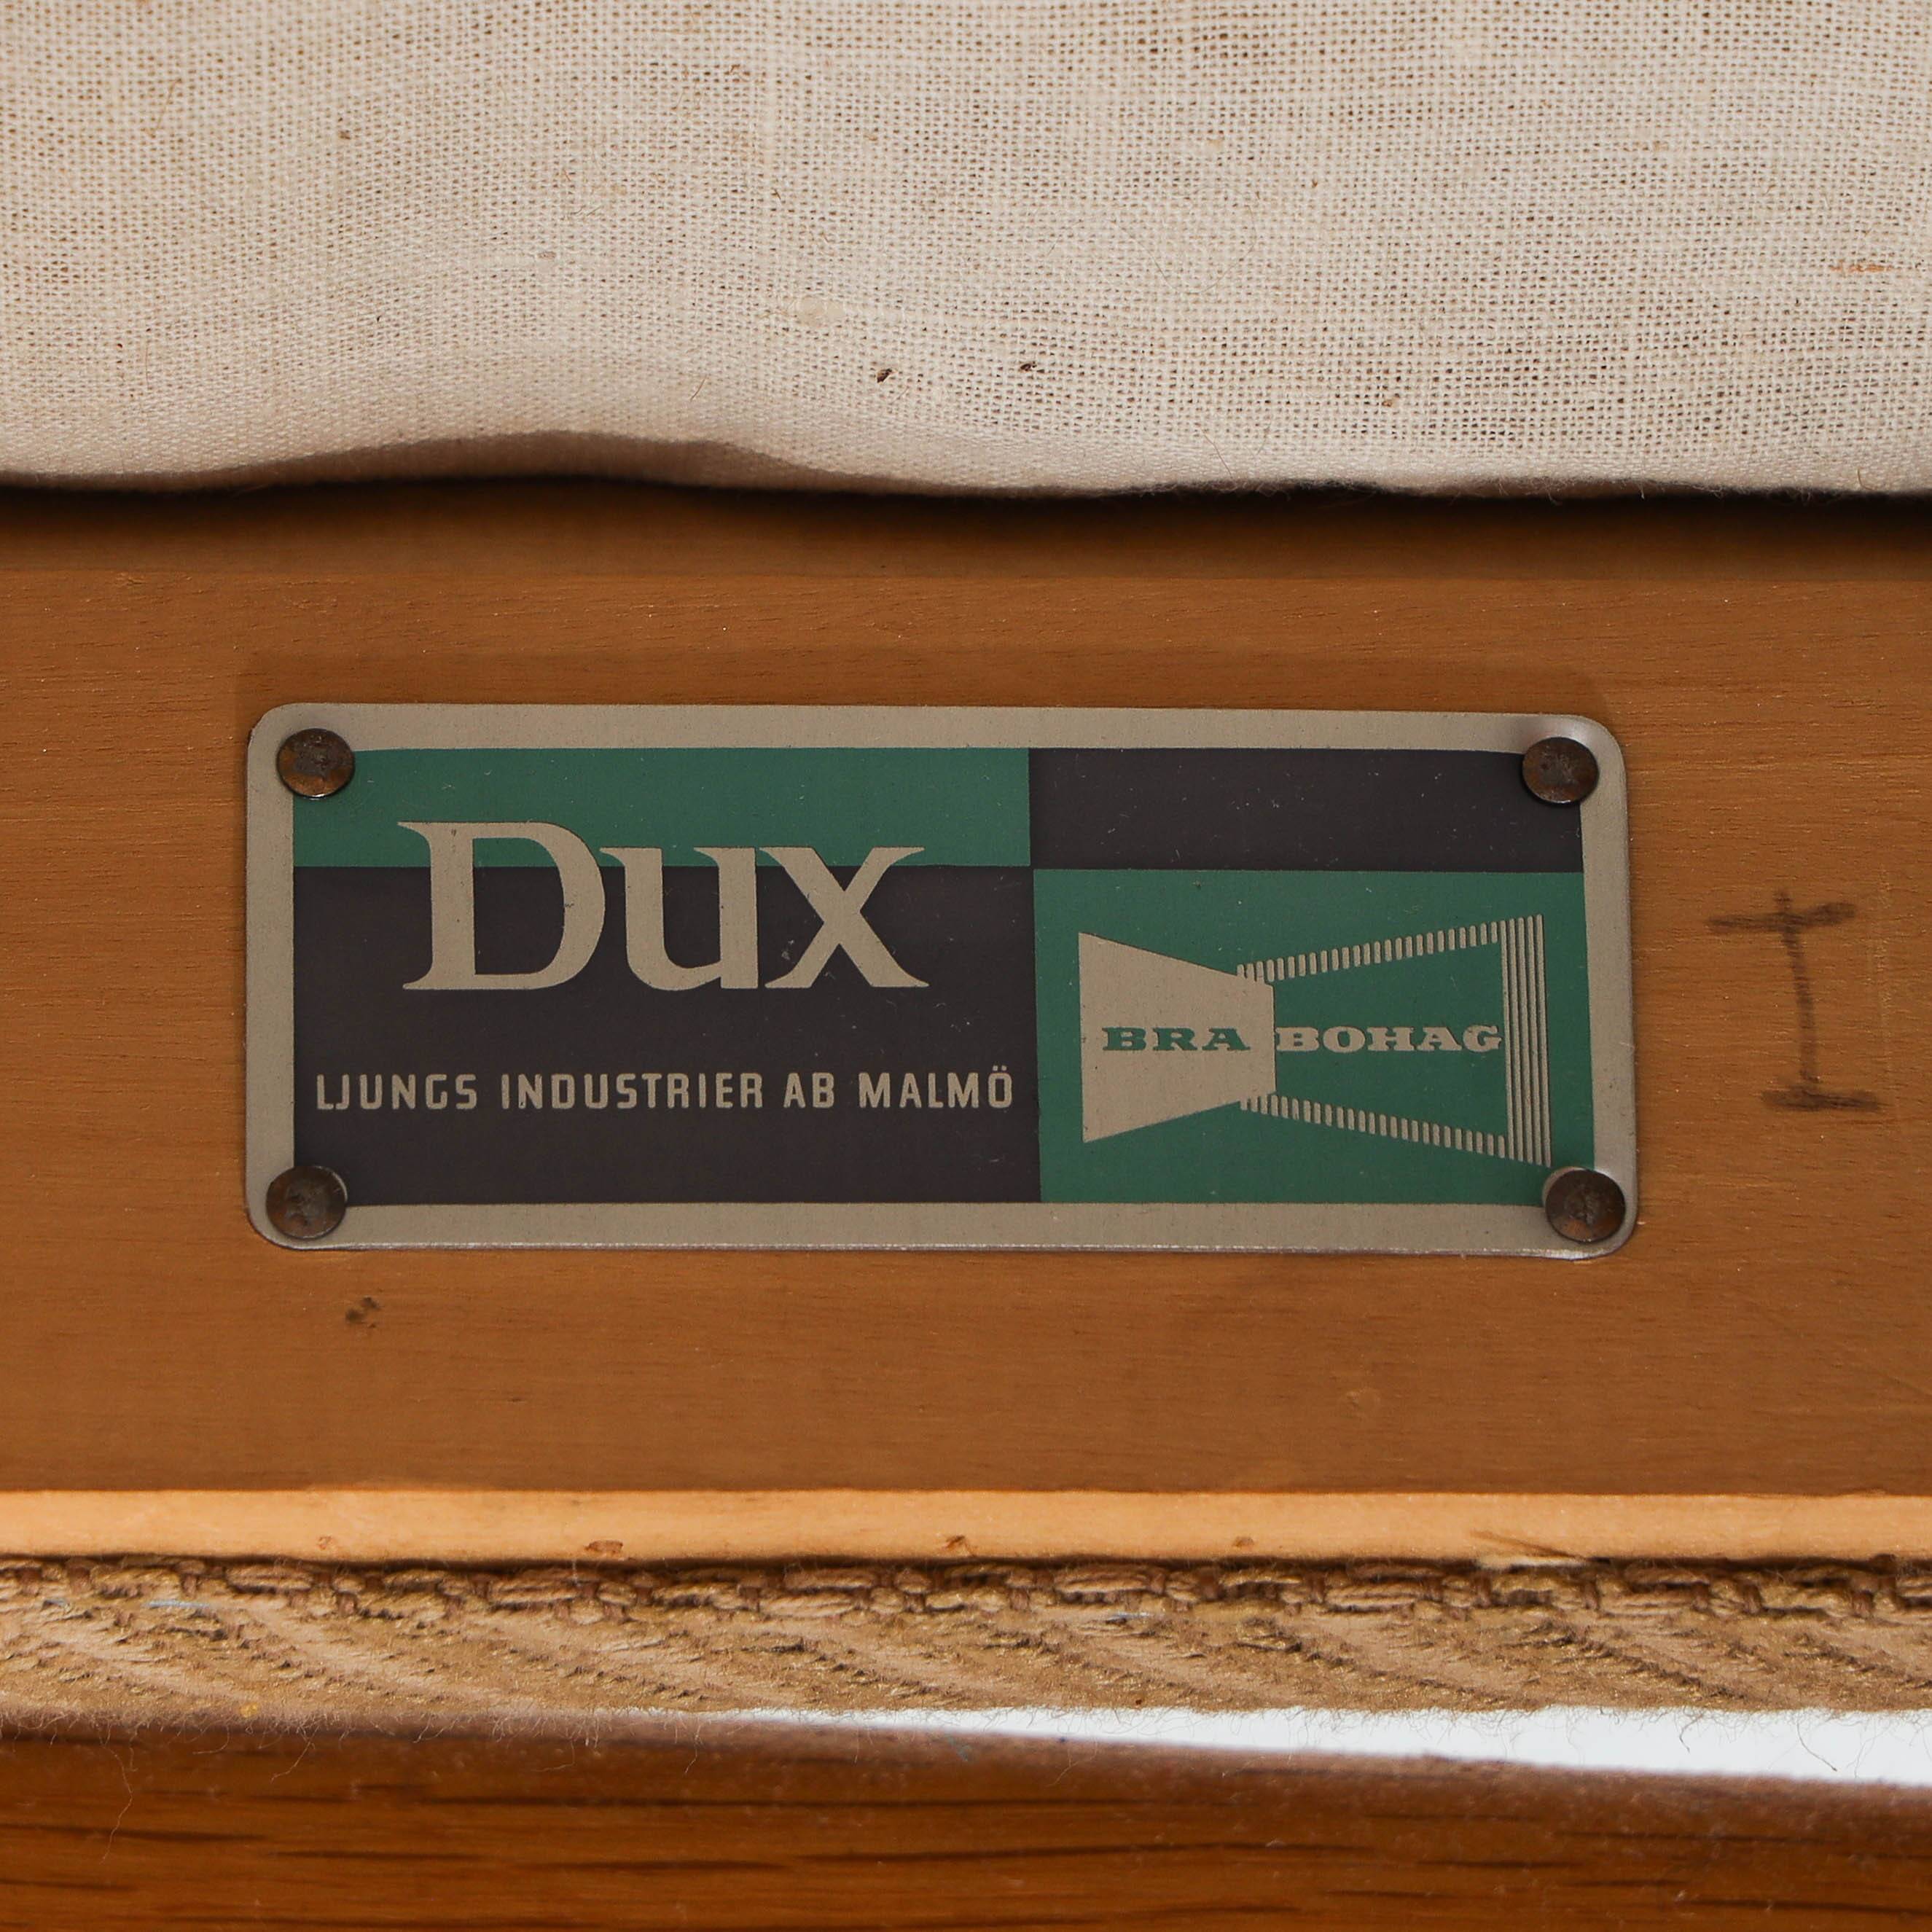 Dux
LJUNGS INDUSTRIER AB MALMÖ
BRA BOHAG
I